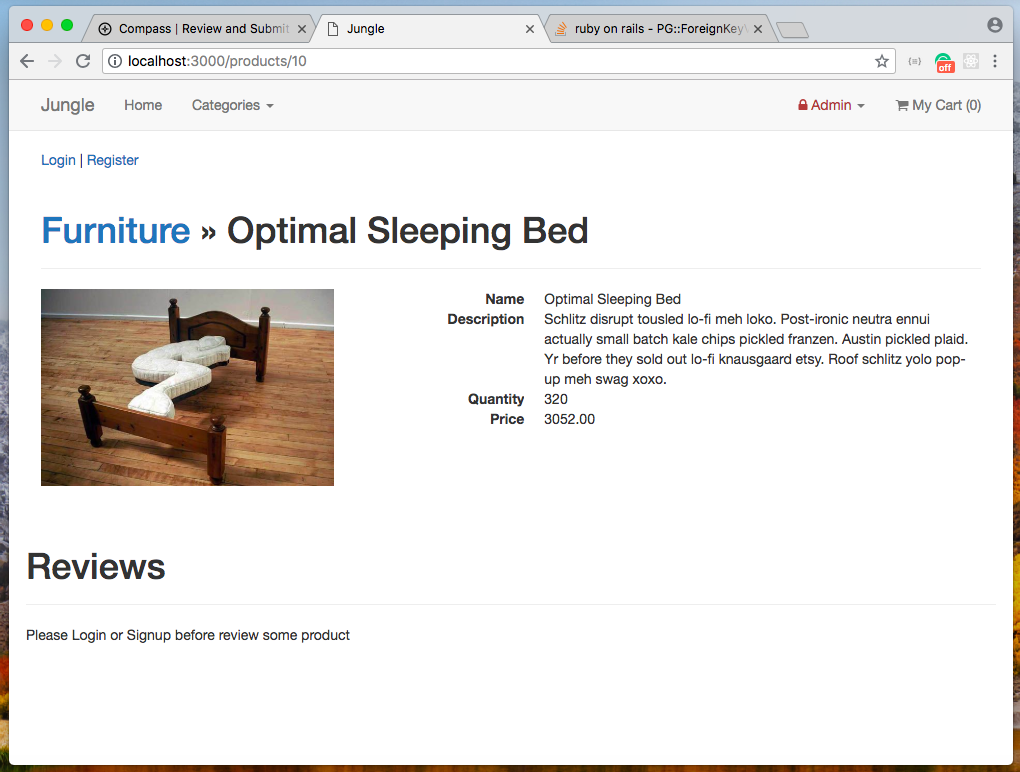 Compass | Review and Submit
Jungle
ruby on rails - PG::ForeignKeyV
localhost:3000/products/10
off
Jungle Home Categories Admin My Cart (0)
Login | Register
Furniture » Optimal Sleeping Bed
Name Optimal Sleeping Bed
Description Schlitz disrupt tousled lo-fi meh loko. Post-ironic neutra ennui
actually small batch kale chips pickled franzen. Austin pickled plaid.
Yr before they sold out lo-fi knausgaard etsy. Roof schlitz yolo pop-
up meh swag xoxo.
Quantity 320
Price 3052.00
Reviews
Please Login or Signup before review some product